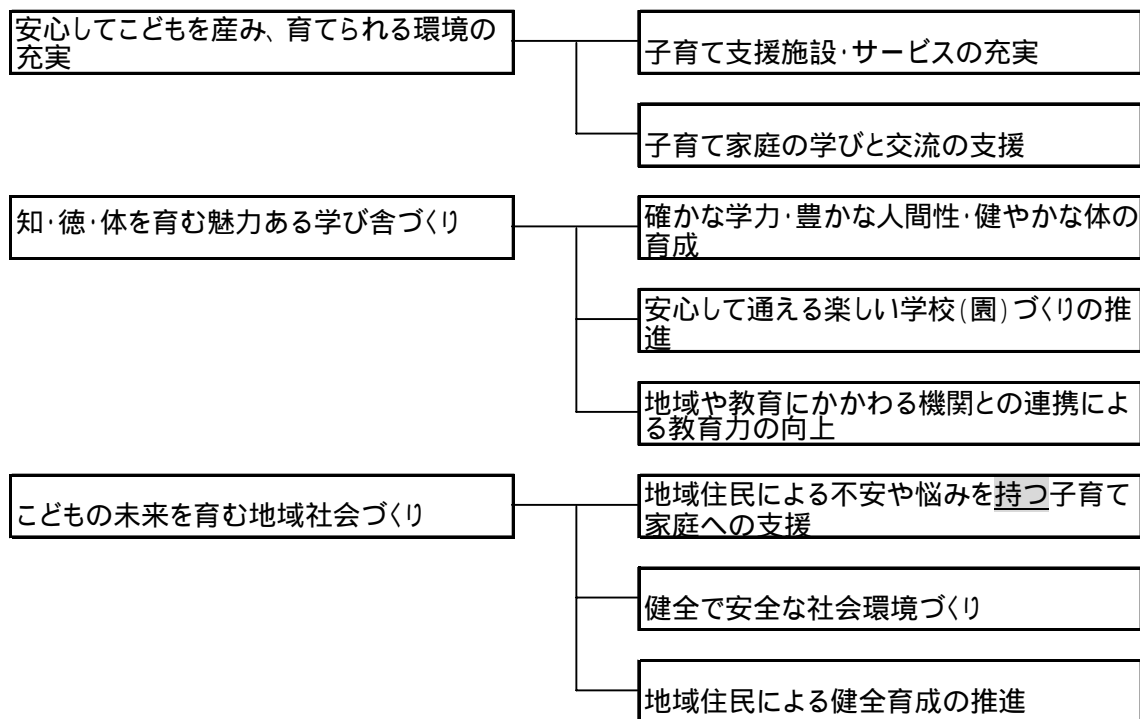 安心してこどもを産み、育てられる環境の
充実
子育て支援施設・サービスの充実
子育て家庭の学びと交流の支援
知・徳・体を育む魅力ある学び舎づくり
確かな学力・豊かな人間性・健やかな体の
育成
安心して通える楽しい学校(園)づくりの推
進
地域や教育にかかわる機関との連携によ
る教育力の向上
こどもの未来を育む地域社会づくり
地域住民による不安や悩みを持つ子育て
家庭への支援
健全で安全な社会環境づくり
地域住民による健全育成の推進